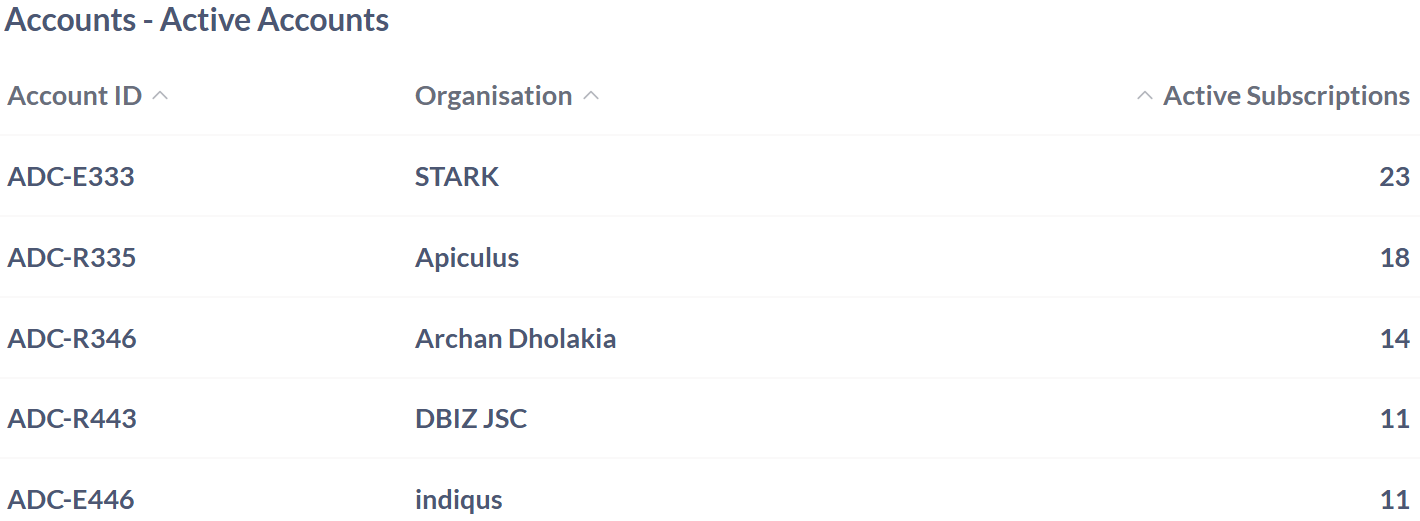 Accounts - Active Accounts
Account ID Organisation Active Subscriptions
ADC-E333 STARK 23
ADC-R335 Apiculus 18
ADC-R346 Archan Dholakia 14
ADC-R443 DBIZ JSC 11
ADC-E446 indiqus 11